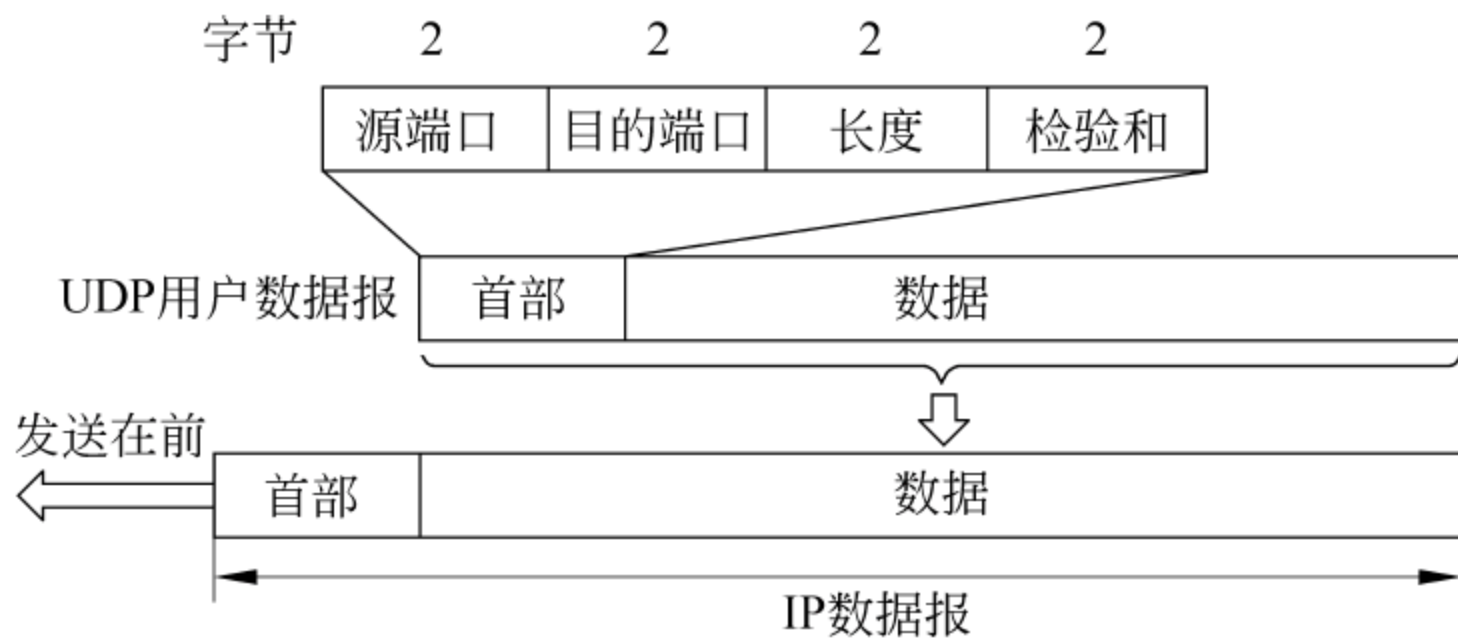 字节 2 2 2 2
源端口 目的端口 长度 检验和
UDP用户数据报 首部 数据
发送在前
首部 数据
IP数据报